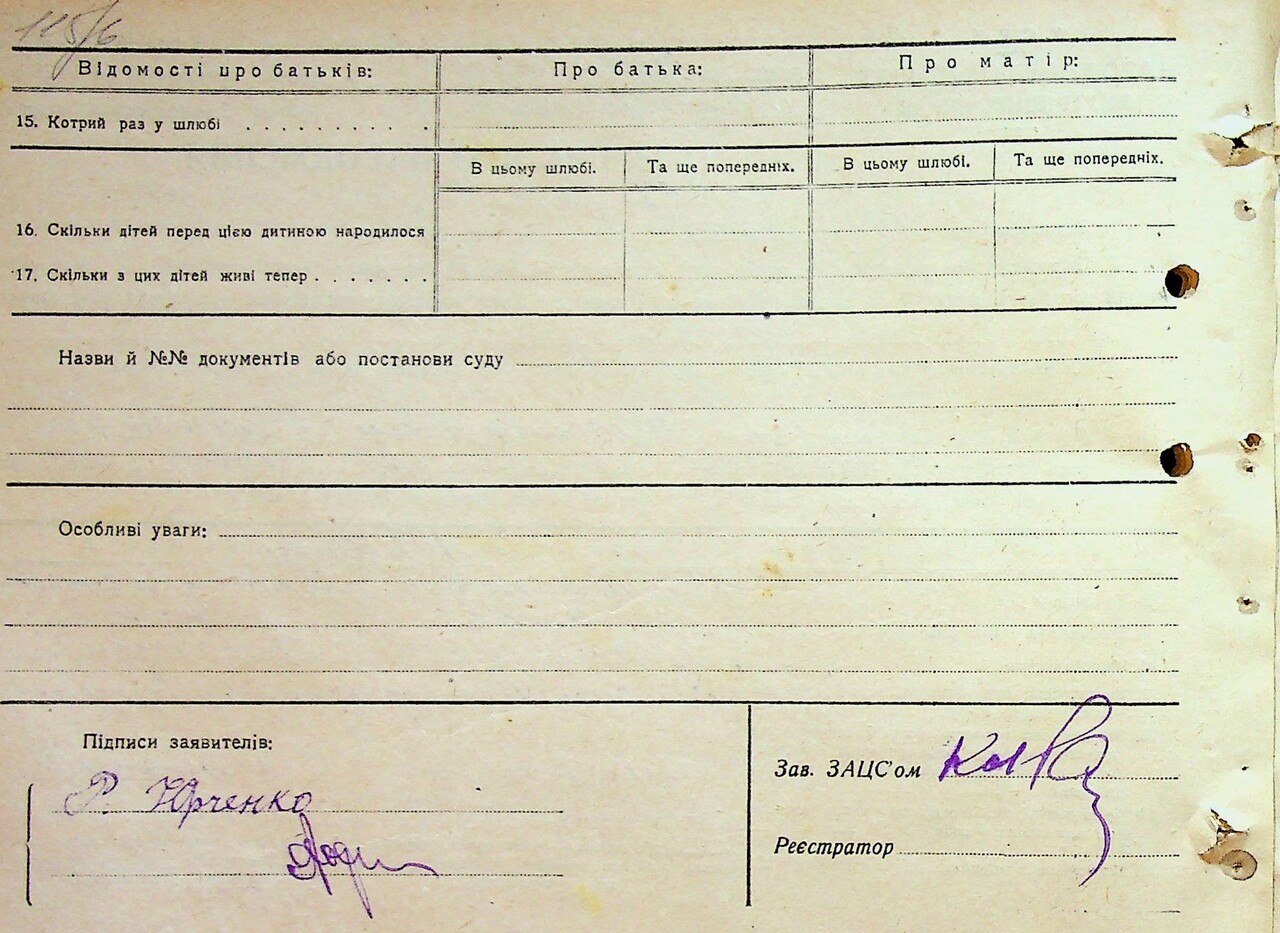 115/6
Відомості про батьків: Про батька: Про матір:
15. Котрий раз у шлюбі . . . . . . . . . .
В цьому шлюбі. Та ще попередніх. В цьому шлюбі. Та ще попередніх.
16. Скільки дітей перед цією дитиною народилося
17. Скільки з цих дітей живі тепер . . . . . . .
Назви й №№ документів або постанови суду
Особливі уваги:
Підписи заявителів:
Зав. ЗАЦС'ом
Р. Юрченко
Реєстратор